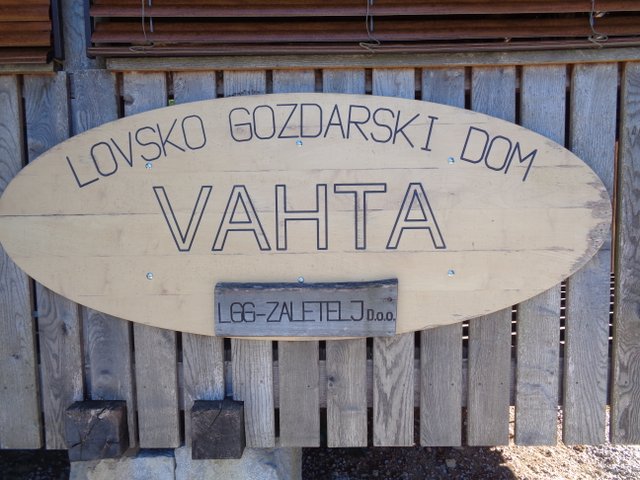 LOVSKO GOZDARSKI DOM
VAHTA
LGG-ZALETELJ D.o.o.